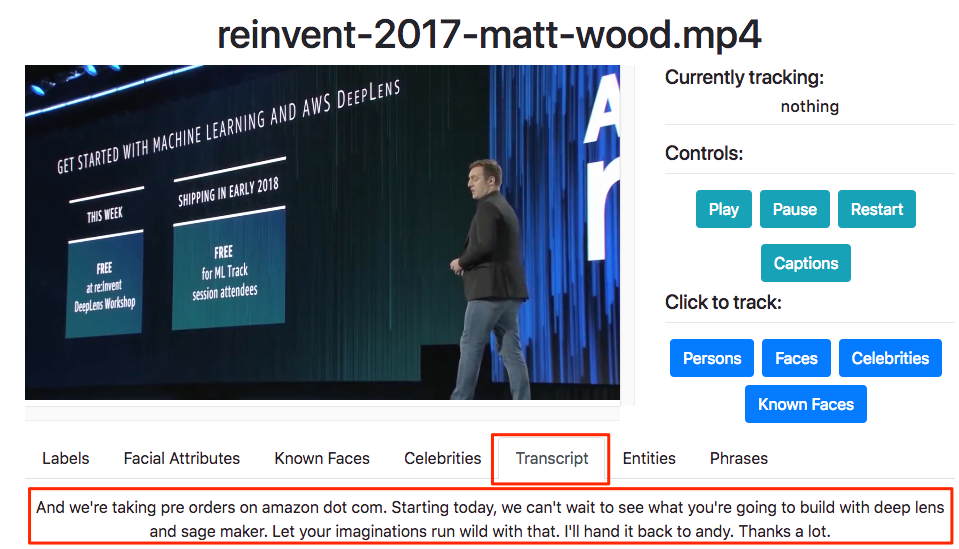 reinvent-2017-matt-wood.mp4
GET STARTED WITH MACHINE LEARNING AND AWS DEEPLENS
THIS WEEK
FREE
at re:Invent
DeepLens Workshop
SHIPPING IN EARLY 2018
FREE
for ML Track
session attendees
A
r
Currently tracking:
nothing
Controls:
Play Pause Restart
Captions
Click to track:
Persons Faces Celebrities
Known Faces
Labels Facial Attributes Known Faces Celebrities Transcript Entities Phrases
And we're taking pre orders on amazon dot com. Starting today, we can't wait to see what you're going to build with deep lens
and sage maker. Let your imaginations run wild with that. I'll hand it back to andy. Thanks a lot.